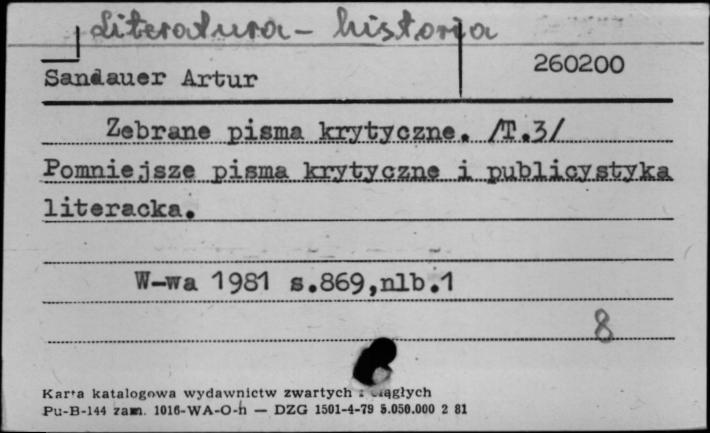 Literatura - historia
Sandauer Artur
260200
Zebrane pisma krytyczne. /T.3/
Pomniejsze pisma krytyczne i publicystyka
literacka.
W-wa 1981 s.869,nlb.1
8
Karta katalogowa wydawnictw zwartych i ciągłych
Pu-B-144 zam. 1016-WA-O-h — DZG 1501-4-79 5.050.000 2 81